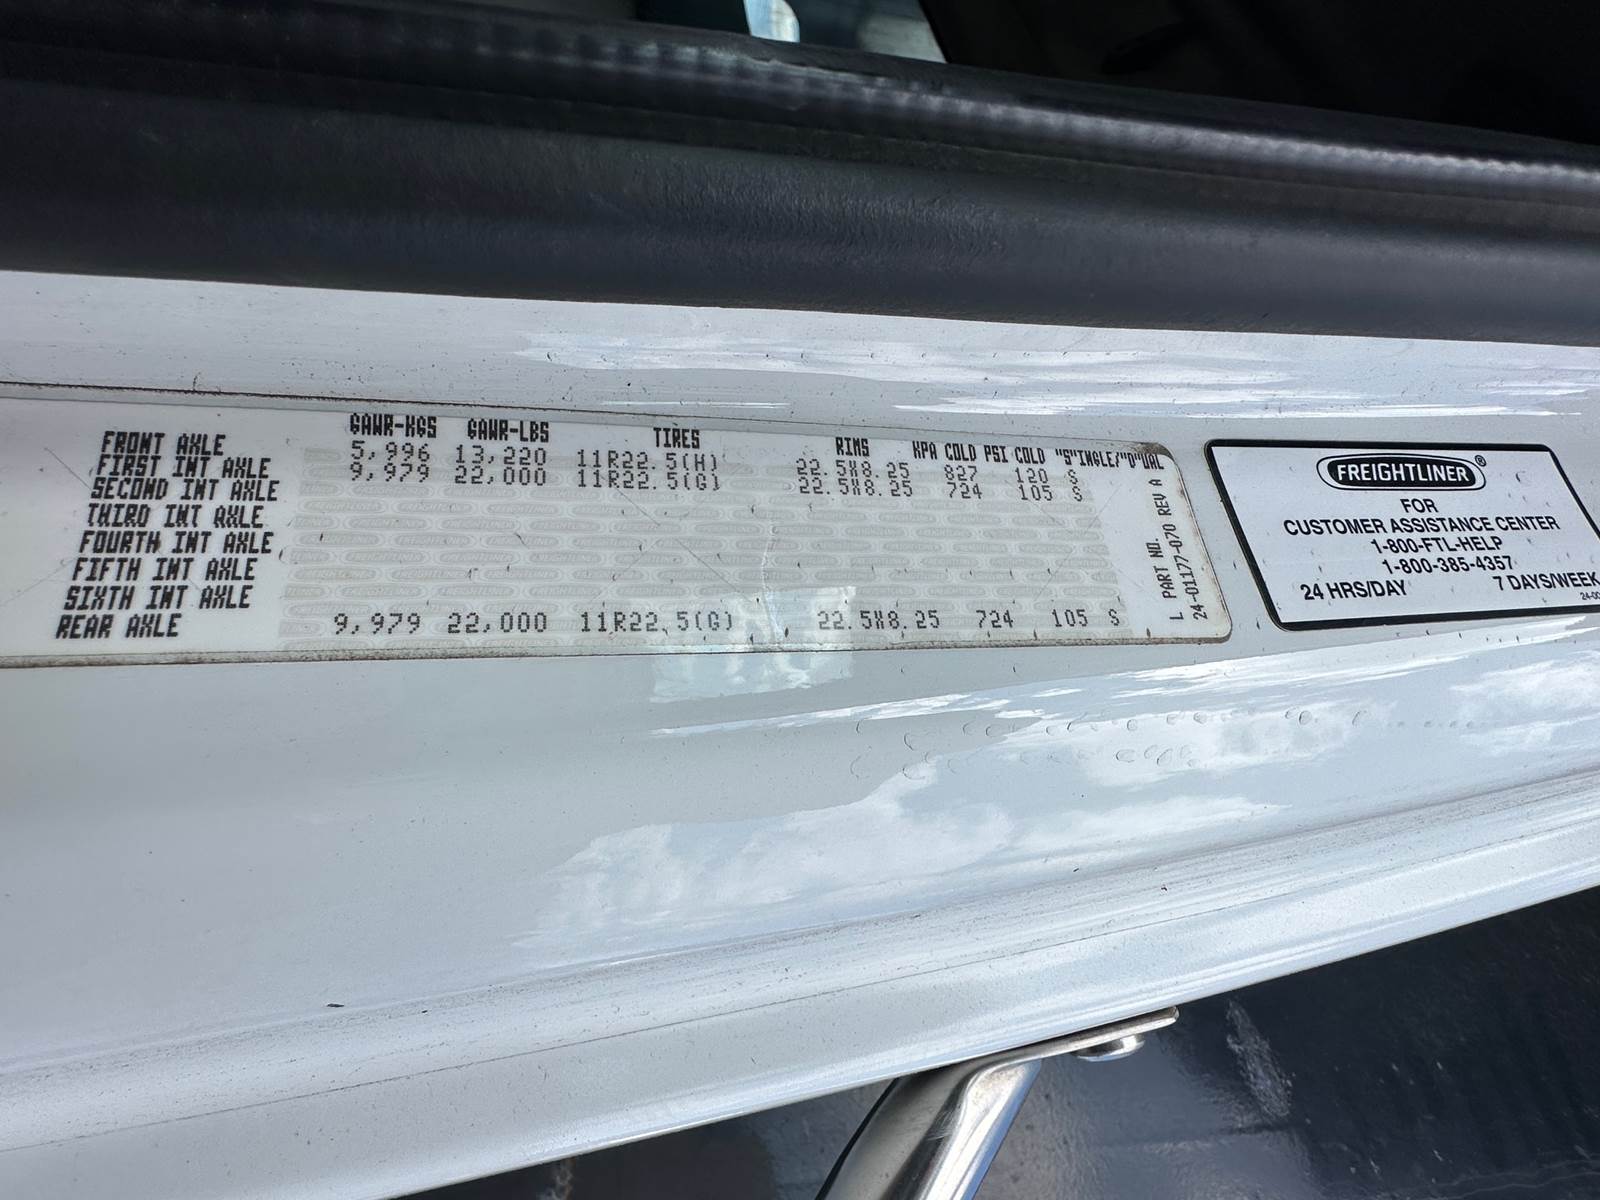 GAWR-KGS GAWR-LBS TIRES RIMS KPA COLD PSI COLD "S"INGLE/"D"UAL
FRONT AXLE 5,996 13,220 11R22.5(H) 22.5X8.25 827 120 S
FIRST INT AXLE 9,979 22,000 11R22.5(G) 22.5X8.25 724 105 S
SECOND INT AXLE
THIRD INT AXLE
FOURTH INT AXLE
FIFTH INT AXLE
SIXTH INT AXLE
REAR AXLE 9,979 22,000 11R22.5(G) 22.5X8.25 724 105 S
L PART NO.
24-01177-070 REV A
FREIGHTLINER®
FOR
CUSTOMER ASSISTANCE CENTER
1-800-FTL-HELP
1-800-385-4357
24 HRS/DAY 7 DAYS/WEEK